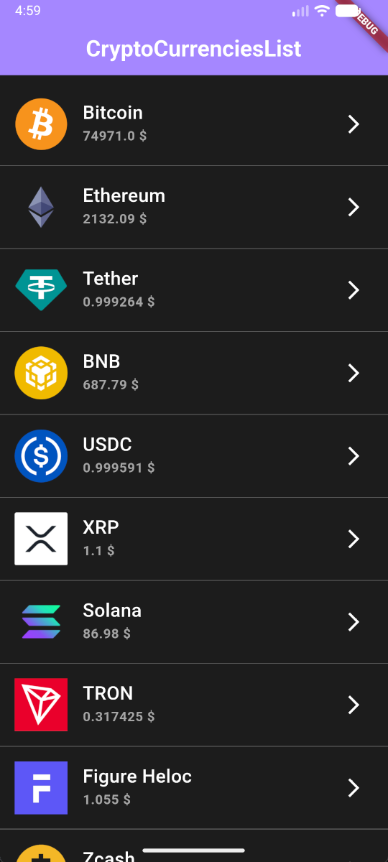 4:59
DEBUG
CryptoCurrenciesList
Bitcoin
74971.0 $
Ethereum
2132.09 $
Tether
0.999264 $
BNB
687.79 $
USDC
0.999591 $
XRP
1.1 $
Solana
86.98 $
TRON
0.317425 $
Figure Heloc
1.055 $
Zcash